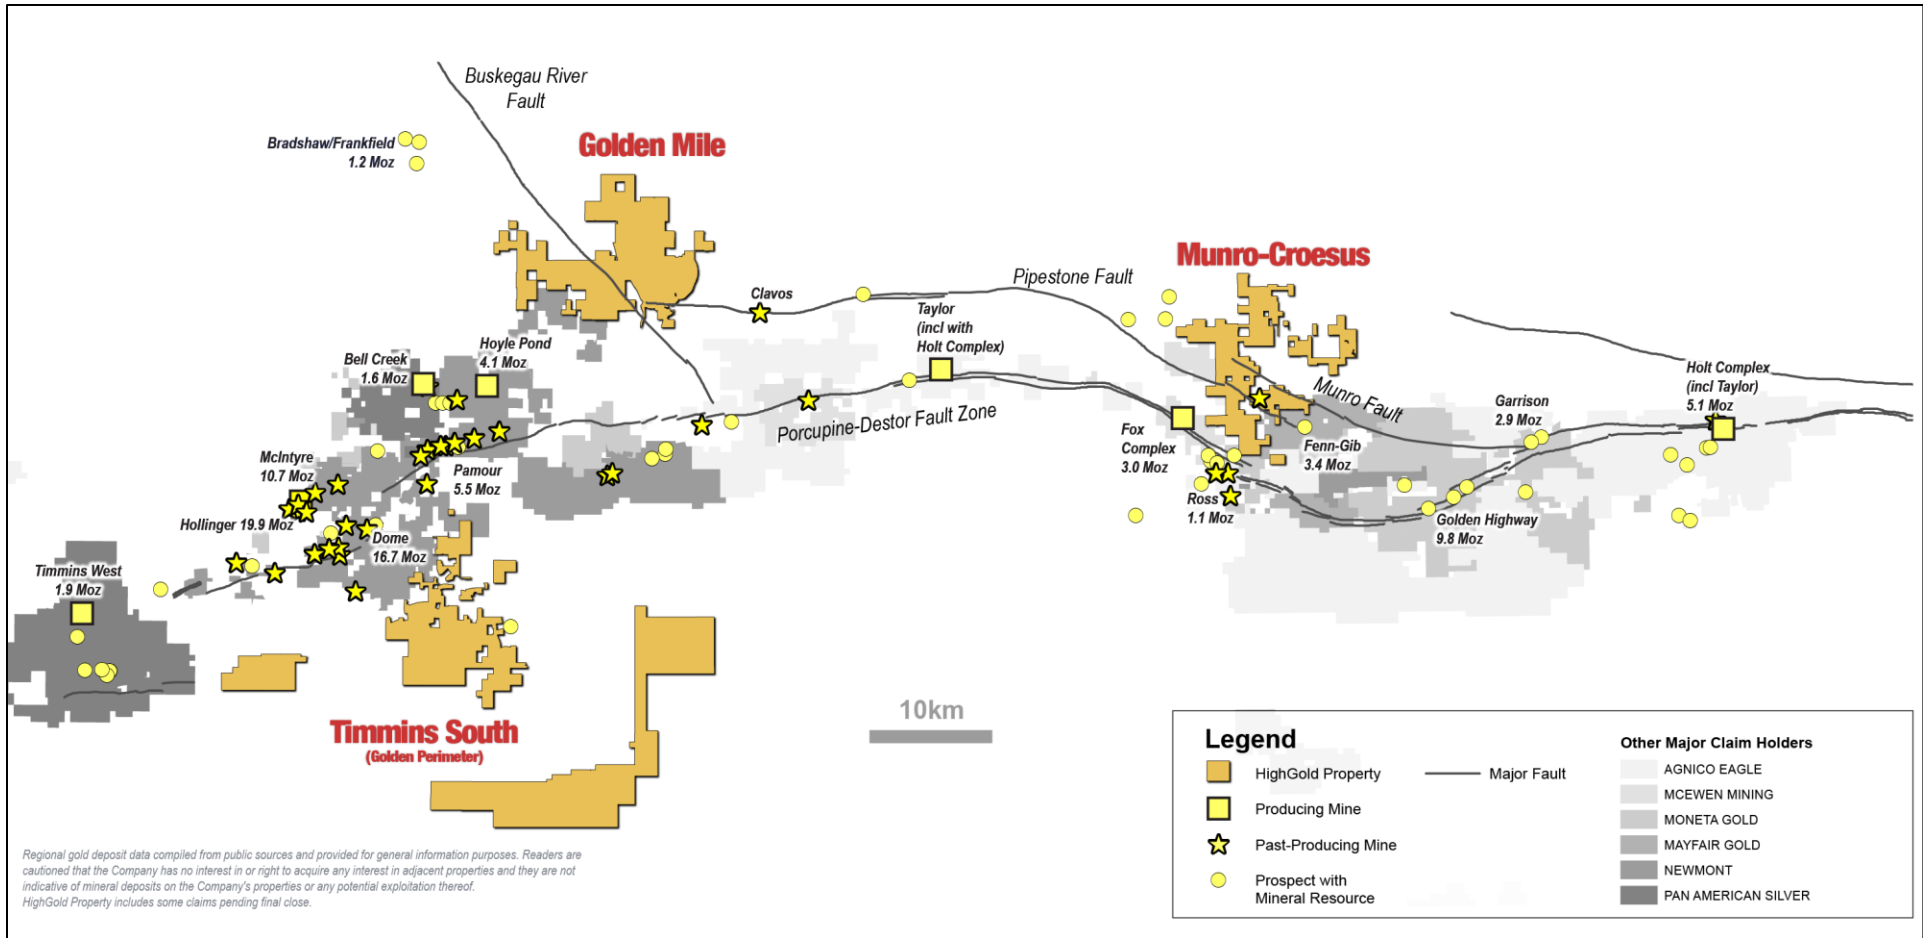 Buskegau River
Fault
Bradshaw/Frankfield
1.2 Moz
Golden Mile
Munro-Croesus
Pipestone Fault
Clavos
Taylor
(incl with
Holt Complex)
Hoyle Pond
4.1 Moz
Bell Creek
1.6 Moz
Holt Complex
(incl Taylor)
5.1 Moz
Munro Fault
Garrison
2.9 Moz
Porcupine-Destor Fault Zone
Fox
Complex
3.0 Moz
Fenn-Gib
3.4 Moz
McIntyre
10.7 Moz
Pamour
5.5 Moz
Ross
1.1 Moz
Hollinger 19.9 Moz
Golden Highway
9.8 Moz
Dome
16.7 Moz
Timmins West
1.9 Moz
Timmins South
(Golden Perimeter)
10km
Legend
HighGold Property
Major Fault
Producing Mine
Past-Producing Mine
Prospect with
Mineral Resource
Other Major Claim Holders
AGNICO EAGLE
MCEWEN MINING
MONETA GOLD
MAYFAIR GOLD
NEWMONT
PAN AMERICAN SILVER
Regional gold deposit data compiled from public sources and provided for general information purposes. Readers are
cautioned that the Company has no interest in or right to acquire any interest in adjacent properties and they are not
indicative of mineral deposits on the Company's properties or any potential exploitation thereof.
HighGold Property includes some claims pending final close.